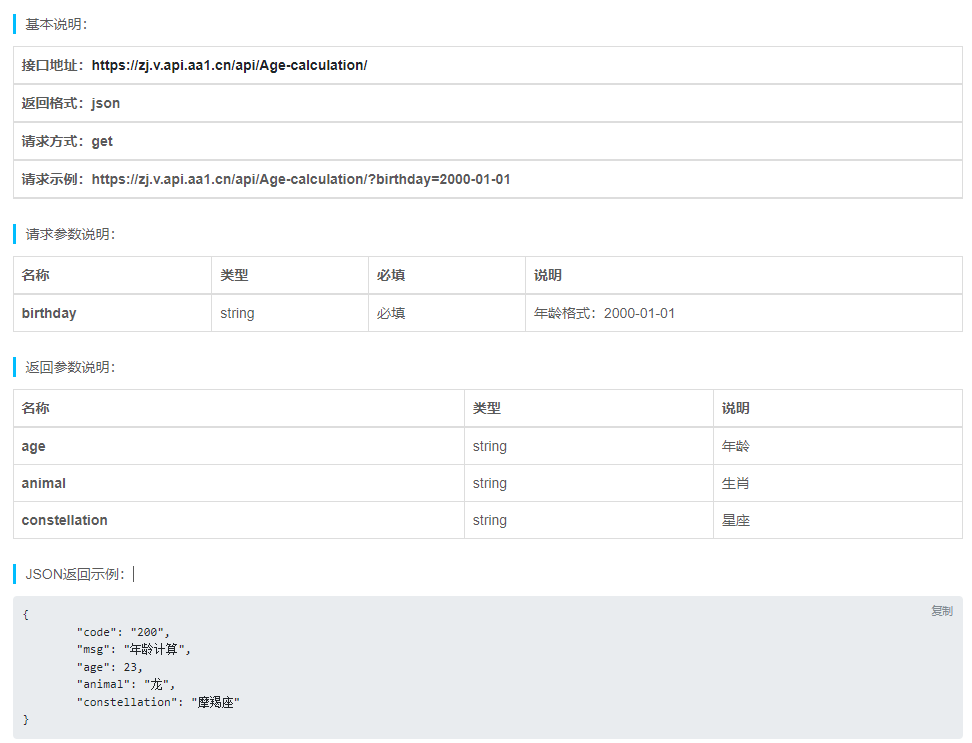 基本说明：
接口地址：https://zj.v.api.aa1.cn/api/Age-calculation/
返回格式：json
请求方式：get
请求示例：https://zj.v.api.aa1.cn/api/Age-calculation/?birthday=2000-01-01
请求参数说明：
名称 类型 必填 说明
birthday string 必填 年龄格式：2000-01-01
返回参数说明：
名称 类型 说明
age string 年龄
animal string 生肖
constellation string 星座
JSON返回示例：
复制
{
"code": "200",
"msg": "年龄计算",
"age": 23,
"animal": "龙",
"constellation": "摩羯座"
}